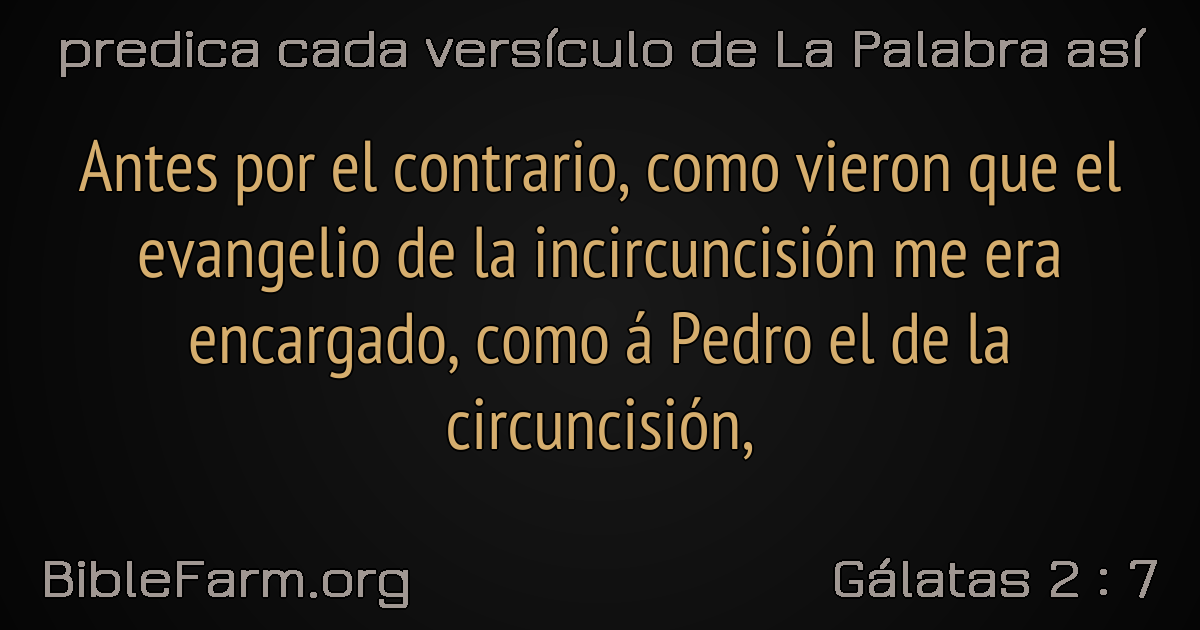 predica cada versículo de La Palabra así
Antes por el contrario, como vieron que el
evangelio de la incircuncisión me era
encargado, como á Pedro el de la
circuncisión,
BibleFarm.org
Gálatas 2 : 7